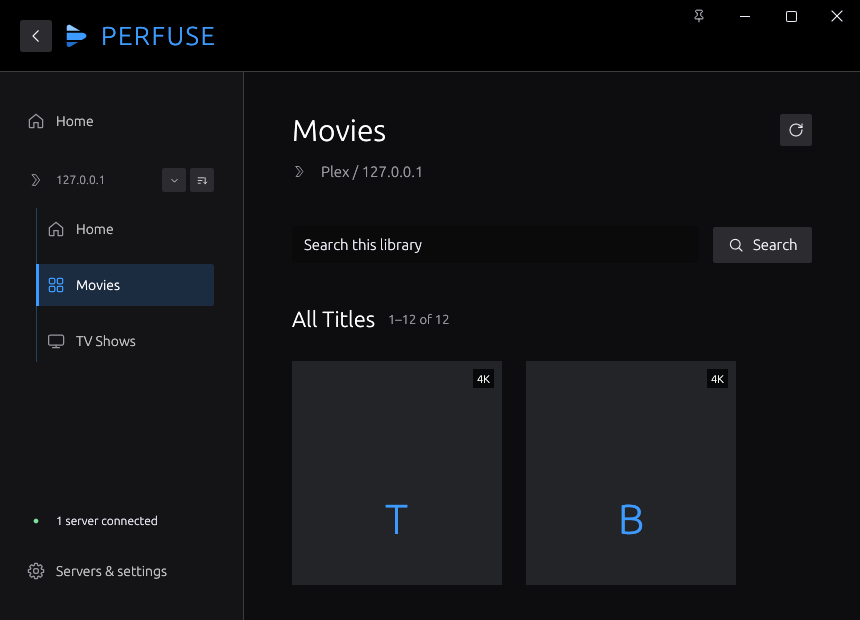 PERFUSE
Home
127.0.0.1
Home
Movies
TV Shows
1 server connected
Servers & settings
Movies
Plex / 127.0.0.1
Search this library
Search
All Titles 1–12 of 12
4K
T
4K
B